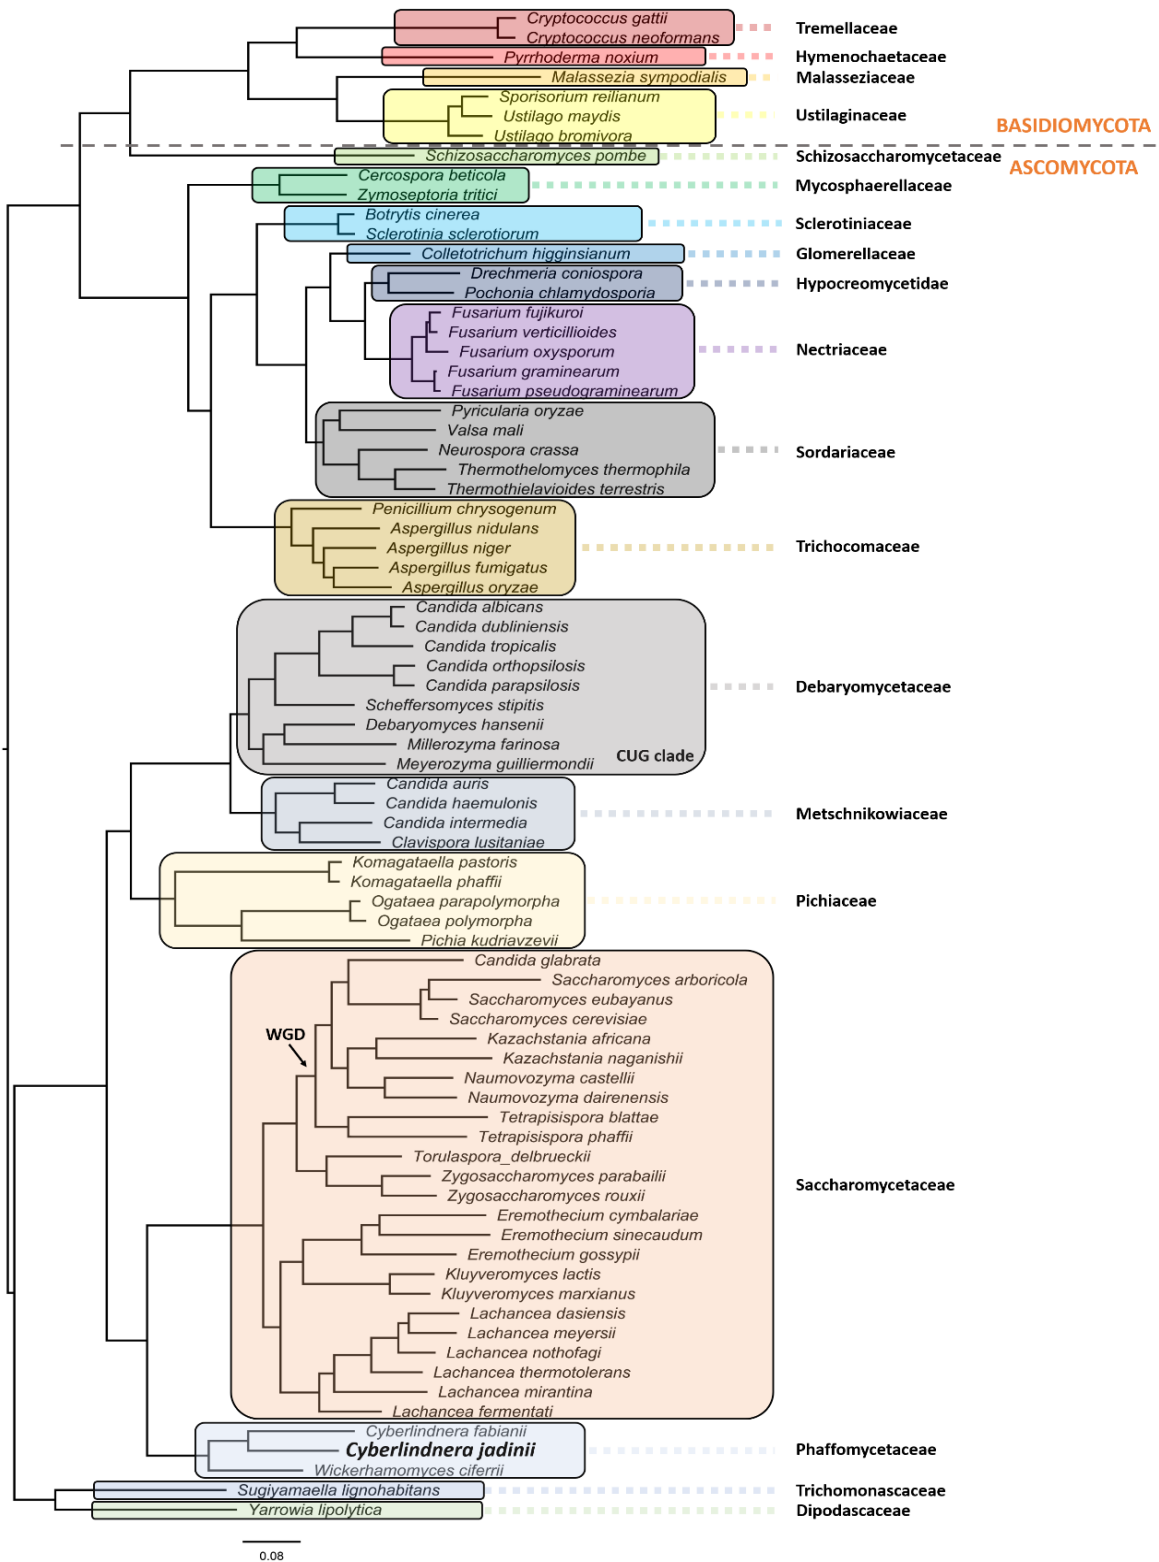 Cryptococcus gattii
Cryptococcus neoformans
Tremellaceae
Pyrrhoderma noxium
Hymenochaetaceae
Malassezia sympodialis
Malasseziaceae
Sporisorium reilianum
Ustilago maydis
Ustilaginaceae
Ustilago bromivora
BASIDIOMYCOTA
Schizosaccharomyces pombe
Schizosaccharomycetaceae
ASCOMYCOTA
Cercospora beticola
Mycosphaerellaceae
Zymoseptoria tritici
Botrytis cinerea
Sclerotiniaceae
Sclerotinia sclerotiorum
Colletotrichum higginsianum
Glomerellaceae
Drechmeria coniospora
Hypocreomycetidae
Pochonia chlamydosporia
Fusarium fujikuroi
Fusarium verticillioides
Nectriaceae
Fusarium oxysporum
Fusarium graminearum
Fusarium pseudograminearum
Pyricularia oryzae
Valsa mali
Neurospora crassa
Sordariaceae
Thermothelomyces thermophila
Thermothielavioides terrestris
Penicillium chrysogenum
Aspergillus nidulans
Aspergillus niger
Trichocomaceae
Aspergillus fumigatus
Aspergillus oryzae
Candida albicans
Candida dubliniensis
Candida tropicalis
Candida orthopsilosis
Candida parapsilosis
Debaryomycetaceae
Scheffersomyces stipitis
Debaryomyces hansenii
Millerozyma farinosa
CUG clade
Meyerozyma guilliermondii
Candida auris
Candida haemulonis
Metschnikowiaceae
Candida intermedia
Clavispora lusitaniae
Komagataella pastoris
Komagataella phaffii
Ogataea parapolymorpha
Pichiaceae
Ogataea polymorpha
Pichia kudriavzevii
Candida glabrata
Saccharomyces arboricola
Saccharomyces eubayanus
Saccharomyces cerevisiae
WGD
Kazachstania africana
Kazachstania naganishii
Naumovozyma castellii
Naumovozyma dairenensis
Tetrapisispora blattae
Tetrapisispora phaffii
Torulaspora_delbrueckii
Zygosaccharomyces parabailii
Saccharomycetaceae
Zygosaccharomyces rouxii
Eremothecium cymbalariae
Eremothecium sinecaudum
Eremothecium gossypii
Kluyveromyces lactis
Kluyveromyces marxianus
Lachancea dasiensis
Lachancea meyersii
Lachancea nothofagi
Lachancea thermotolerans
Lachancea mirantina
Lachancea fermentati
Cyberlindnera fabianii
Cyberlindnera jadinii
Phaffomycetaceae
Wickerhamomyces ciferrii
Sugiyamaella lignohabitans
Trichomonascaceae
Yarrowia lipolytica
Dipodascaceae
0.08